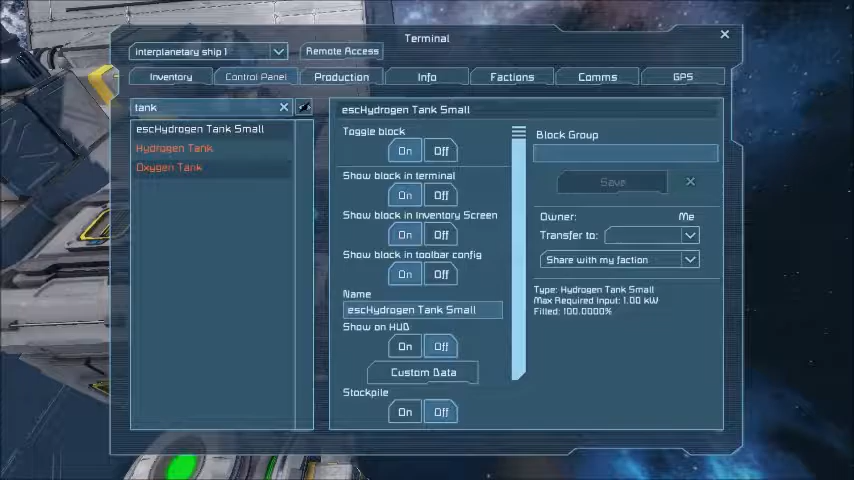 Terminal
interplanetary ship 1
Remote Access
Inventory
Control Panel
Production
Info
Factions
Comms
GPS
tank
escHydrogen Tank Small
Hydrogen Tank
Oxygen Tank
escHydrogen Tank Small
Toggle block
On Off
Show block in terminal
On Off
Show block in Inventory Screen
On Off
Show block in toolbar config
On Off
Name
escHydrogen Tank Small
Show on HUD
On Off
Custom Data
Stockpile
On Off
Block Group
Save
Owner: Me
Transfer to:
Share with my faction
Type: Hydrogen Tank Small
Max Required Input: 1.00 kW
Filled: 100.0000%